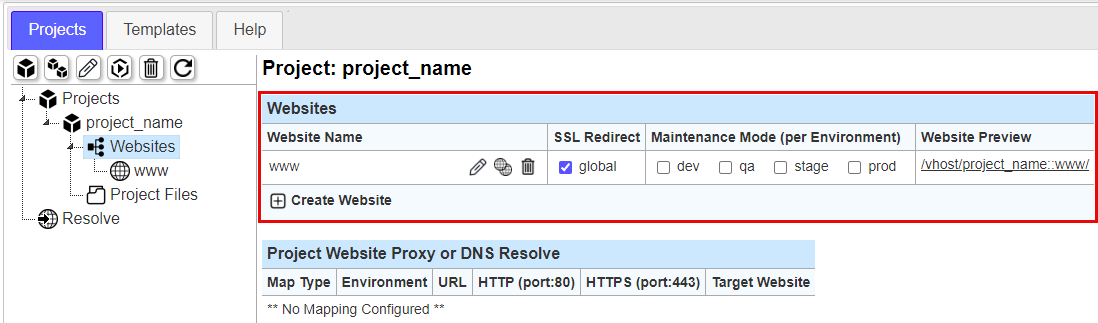 Projects Templates Help
Project: project_name
Projects
project_name
Websites
www
Project Files
Resolve
Websites
Website Name SSL Redirect Maintenance Mode (per Environment) Website Preview
www global dev qa stage prod /vhost/project_name::www/
Create Website
Project Website Proxy or DNS Resolve
Map Type Environment URL HTTP (port:80) HTTPS (port:443) Target Website
** No Mapping Configured **